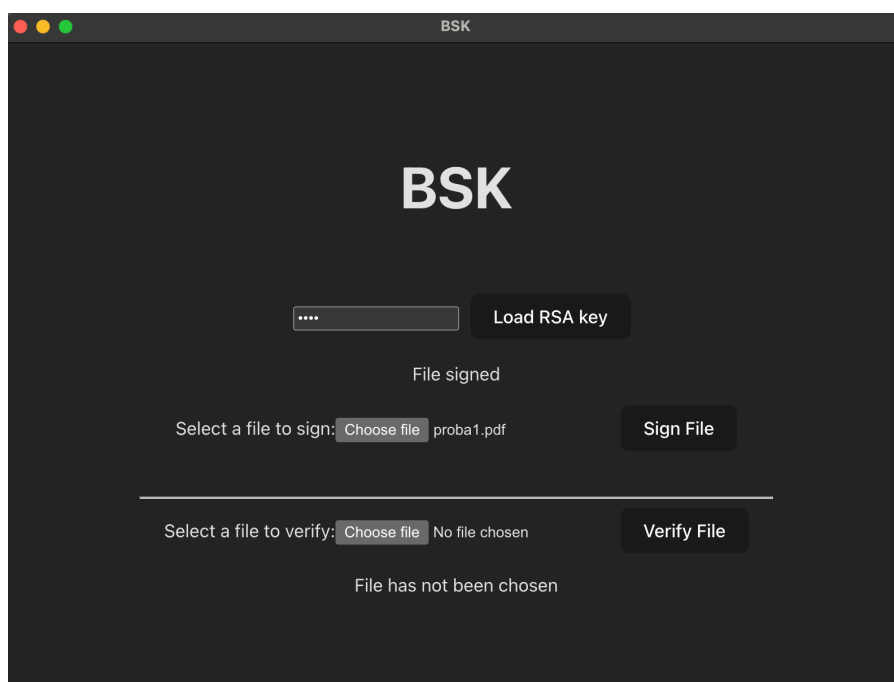 BSK
BSK
•••• Load RSA key
File signed
Select a file to sign: Choose file proba1.pdf Sign File
Select a file to verify: Choose file No file chosen Verify File
File has not been chosen